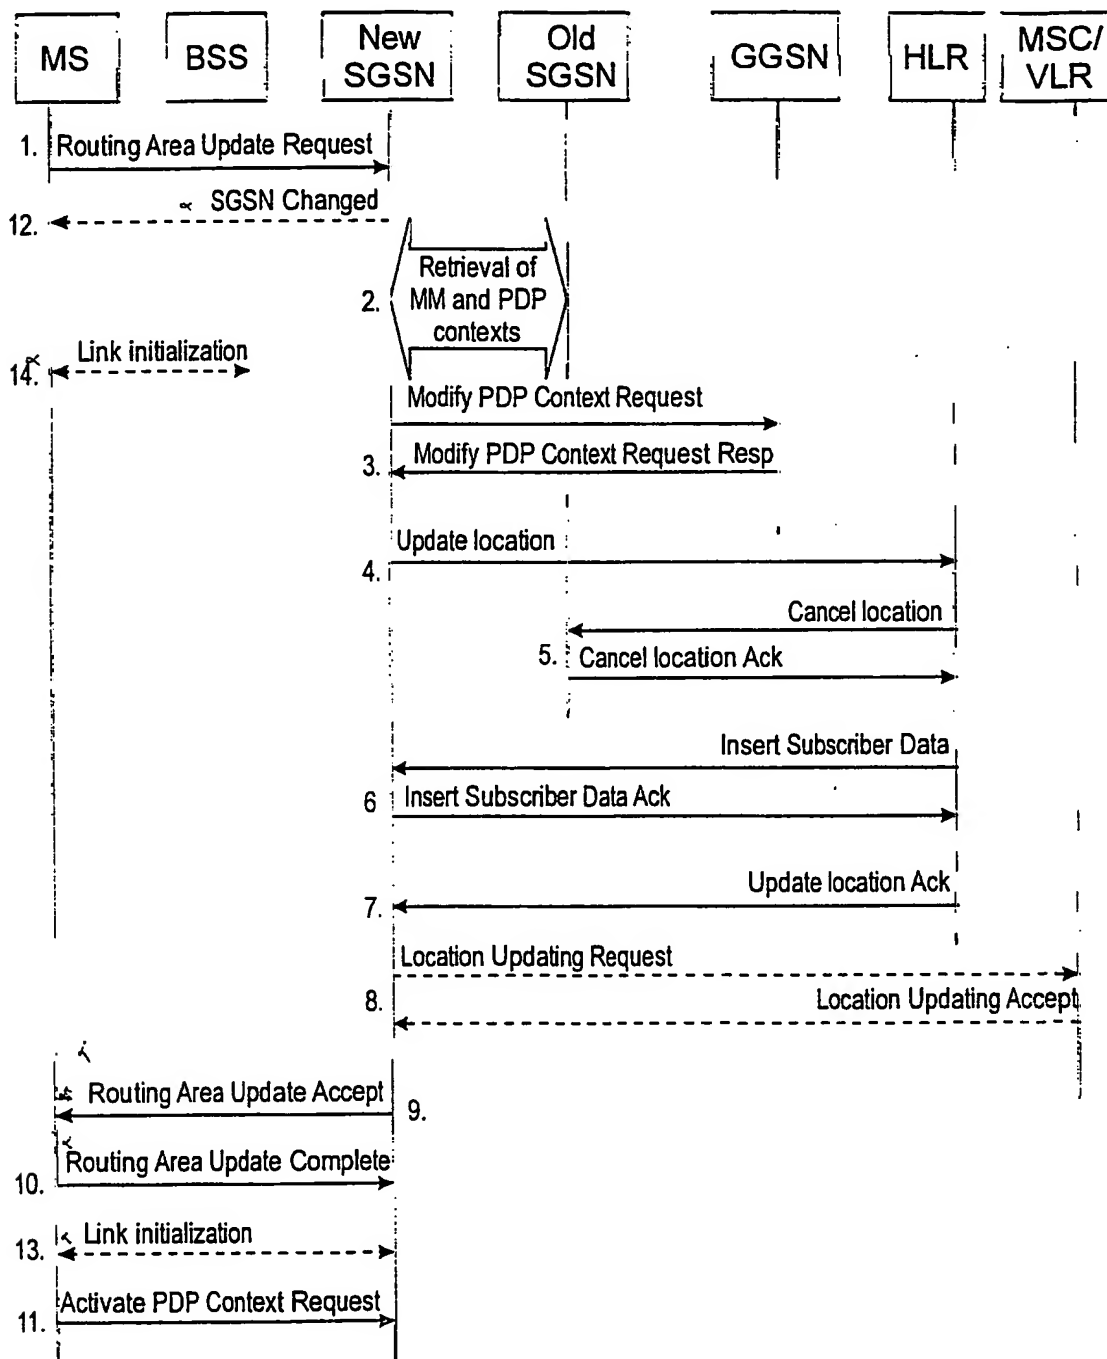 MS
BSS
New
SGSN
Old
SGSN
GGSN
HLR
MSC/
VLR
1. Routing Area Update Request
SGSN Changed
12.
Retrieval of
2. MM and PDP
contexts
Link initialization
14.
Modify PDP Context Request
Modify PDP Context Request Resp
3.
Update location
4.
Cancel location
5. Cancel location Ack
Insert Subscriber Data
6 Insert Subscriber Data Ack
Update location Ack
7.
Location Updating Request
8. Location Updating Accept
Routing Area Update Accept 9.
Routing Area Update Complete
10.
Link initialization
13.
Activate PDP Context Request
11.